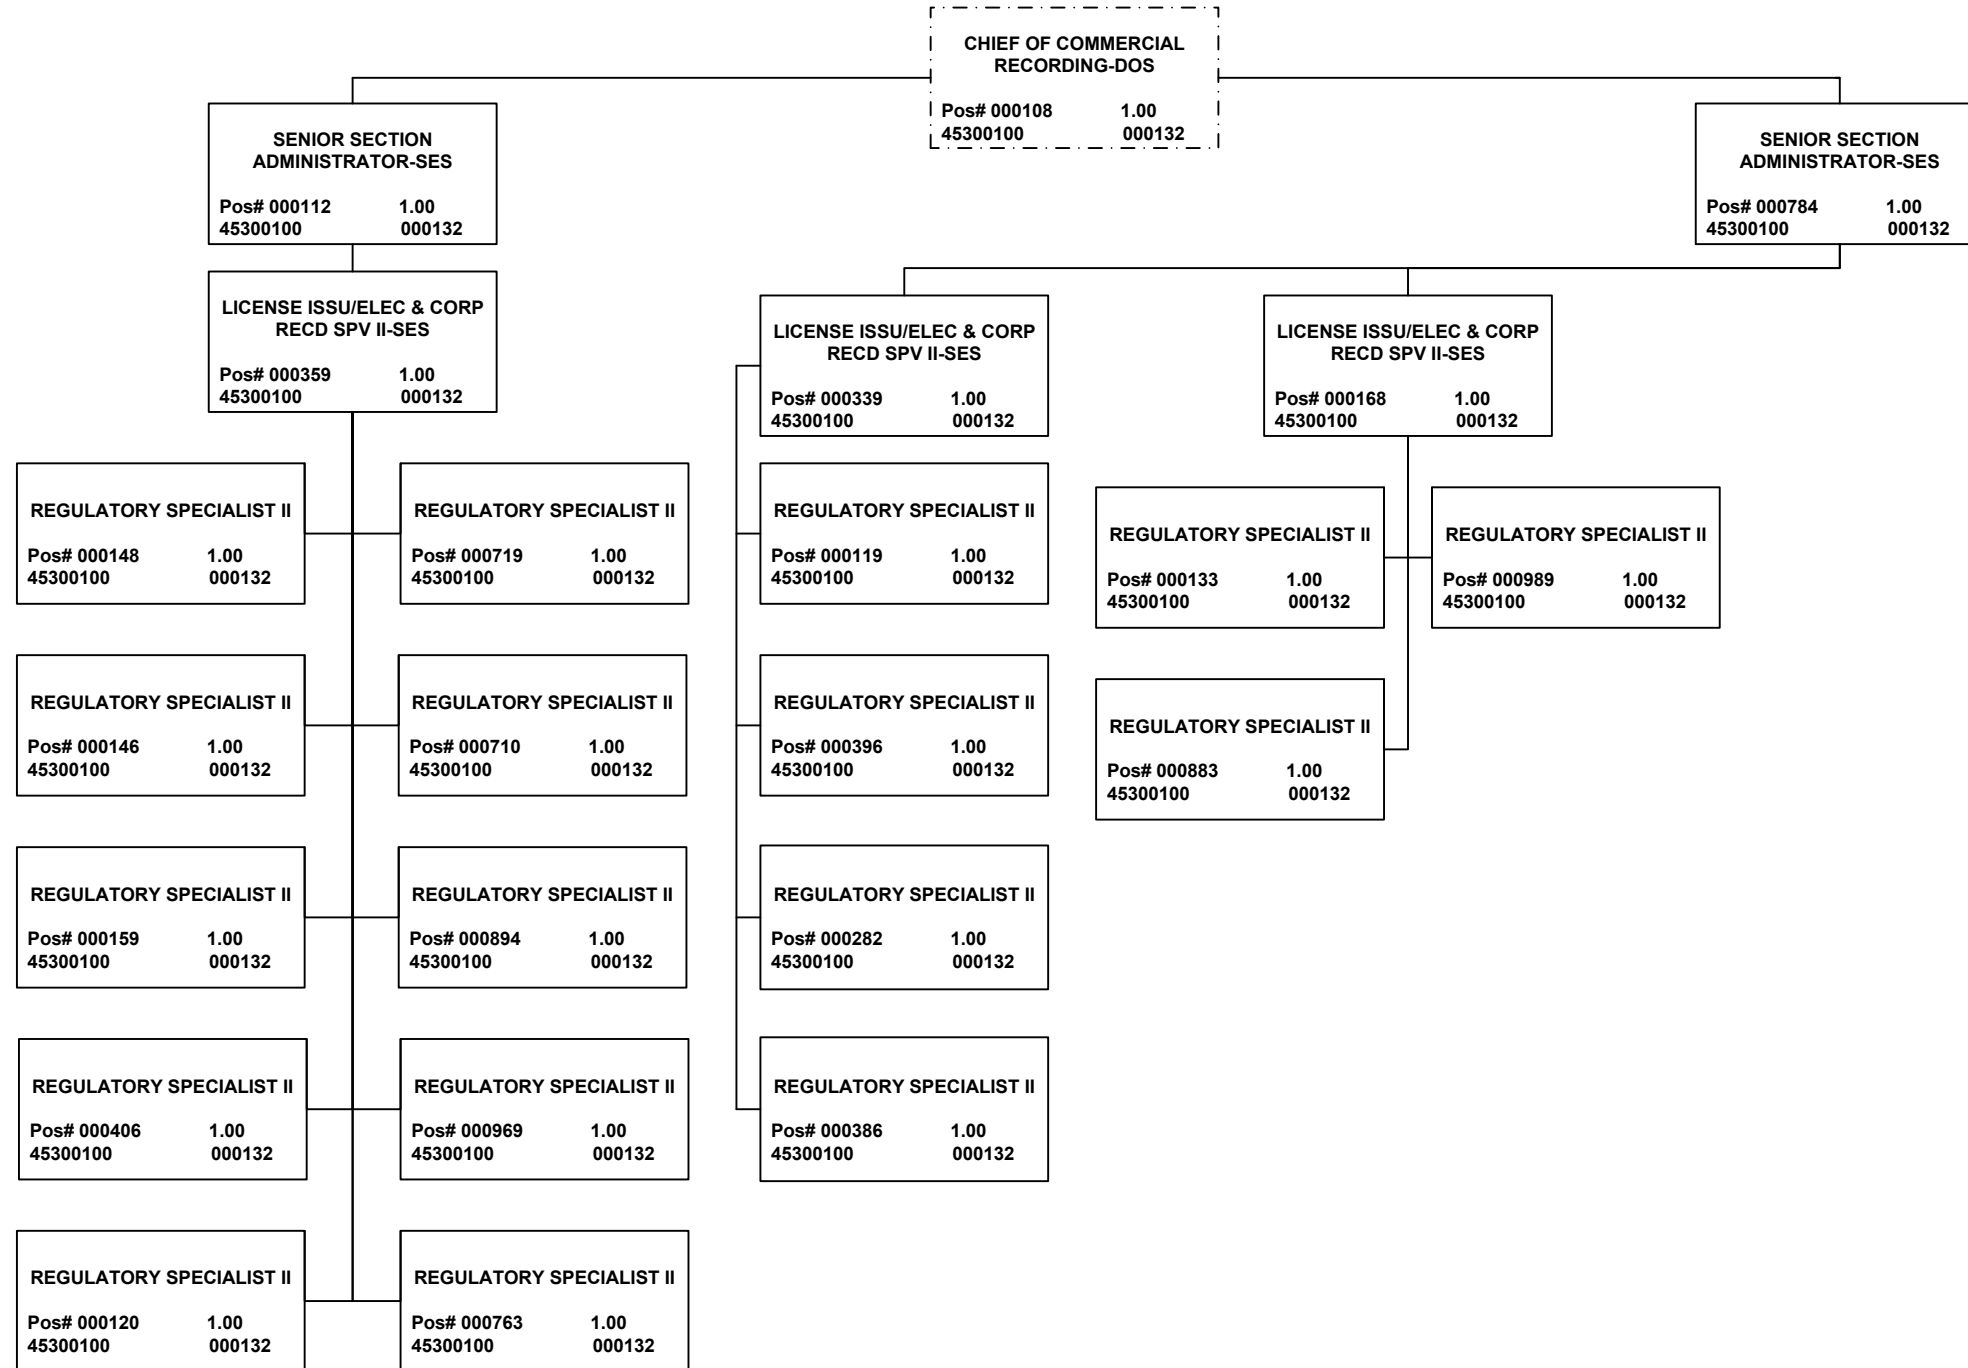 CHIEF OF COMMERCIAL
RECORDING-DOS
Pos# 000108 1.00
45300100 000132
SENIOR SECTION
ADMINISTRATOR-SES
Pos# 000112 1.00
45300100 000132
SENIOR SECTION
ADMINISTRATOR-SES
Pos# 000784 1.00
45300100 000132
LICENSE ISSU/ELEC & CORP
RECD SPV II-SES
Pos# 000359 1.00
45300100 000132
LICENSE ISSU/ELEC & CORP
RECD SPV II-SES
Pos# 000339 1.00
45300100 000132
LICENSE ISSU/ELEC & CORP
RECD SPV II-SES
Pos# 000168 1.00
45300100 000132
REGULATORY SPECIALIST II
Pos# 000148 1.00
45300100 000132
REGULATORY SPECIALIST II
Pos# 000719 1.00
45300100 000132
REGULATORY SPECIALIST II
Pos# 000119 1.00
45300100 000132
REGULATORY SPECIALIST II
Pos# 000133 1.00
45300100 000132
REGULATORY SPECIALIST II
Pos# 000989 1.00
45300100 000132
REGULATORY SPECIALIST II
Pos# 000146 1.00
45300100 000132
REGULATORY SPECIALIST II
Pos# 000710 1.00
45300100 000132
REGULATORY SPECIALIST II
Pos# 000396 1.00
45300100 000132
REGULATORY SPECIALIST II
Pos# 000883 1.00
45300100 000132
REGULATORY SPECIALIST II
Pos# 000159 1.00
45300100 000132
REGULATORY SPECIALIST II
Pos# 000894 1.00
45300100 000132
REGULATORY SPECIALIST II
Pos# 000282 1.00
45300100 000132
REGULATORY SPECIALIST II
Pos# 000406 1.00
45300100 000132
REGULATORY SPECIALIST II
Pos# 000969 1.00
45300100 000132
REGULATORY SPECIALIST II
Pos# 000386 1.00
45300100 000132
REGULATORY SPECIALIST II
Pos# 000120 1.00
45300100 000132
REGULATORY SPECIALIST II
Pos# 000763 1.00
45300100 000132